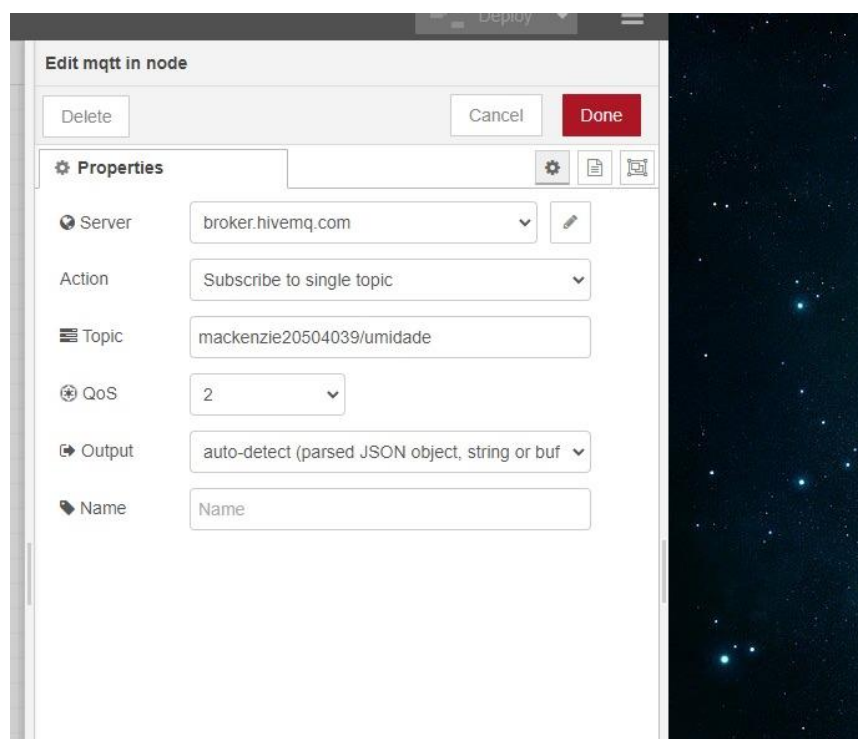 Deploy
Edit mqtt in node
Delete Cancel Done
Properties
Server broker.hivemq.com
Action Subscribe to single topic
Topic mackenzie20504039/umidade
QoS 2
Output auto-detect (parsed JSON object, string or buf
Name Name